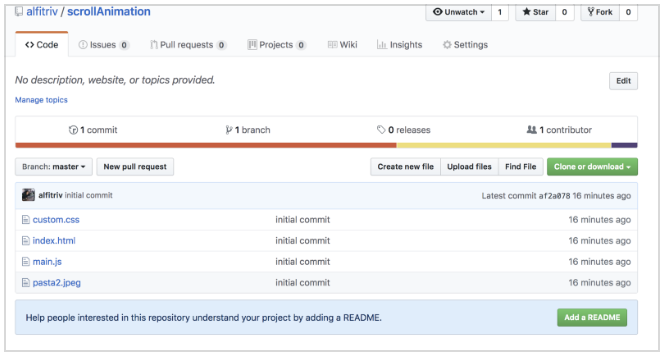 alfitriv / scrollAnimation
Unwatch 1 Star 0 Fork 0
Code Issues 0 Pull requests 0 Projects 0 Wiki Insights Settings
No description, website, or topics provided. Edit
Manage topics
1 commit 1 branch 0 releases 1 contributor
Branch: master New pull request Create new file Upload files Find File Clone or download
alfitriv initial commit Latest commit af2a078 16 minutes ago
custom.css initial commit 16 minutes ago
index.html initial commit 16 minutes ago
main.js initial commit 16 minutes ago
pasta2.jpeg initial commit 16 minutes ago
Help people interested in this repository understand your project by adding a README. Add a README